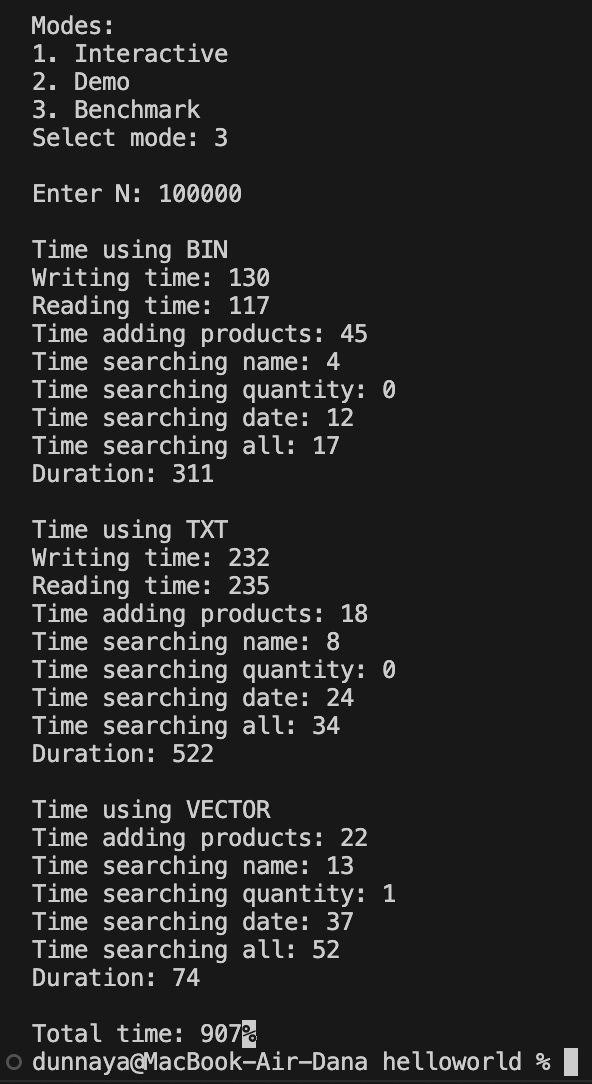 Modes:
1. Interactive
2. Demo
3. Benchmark
Select mode: 3
Enter N: 100000
Time using BIN
Writing time: 130
Reading time: 117
Time adding products: 45
Time searching name: 4
Time searching quantity: 0
Time searching date: 12
Time searching all: 17
Duration: 311
Time using TXT
Writing time: 232
Reading time: 235
Time adding products: 18
Time searching name: 8
Time searching quantity: 0
Time searching date: 24
Time searching all: 34
Duration: 522
Time using VECTOR
Time adding products: 22
Time searching name: 13
Time searching quantity: 1
Time searching date: 37
Time searching all: 52
Duration: 74
Total time: 907%
dunnaya@MacBook-Air-Dana helloworld %